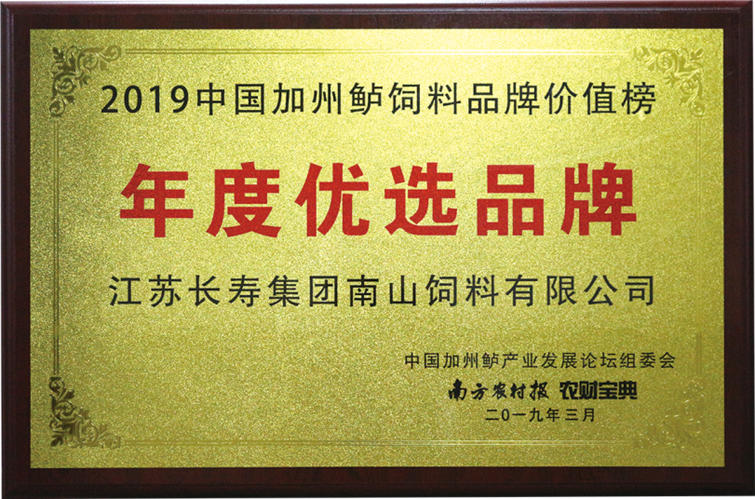 2019中国加州鲈饲料品牌价值榜
年度优选品牌
江苏长寿集团南山饲料有限公司
中国加州鲈产业发展论坛组委会
南方农村报 农财宝典
二〇一九年三月